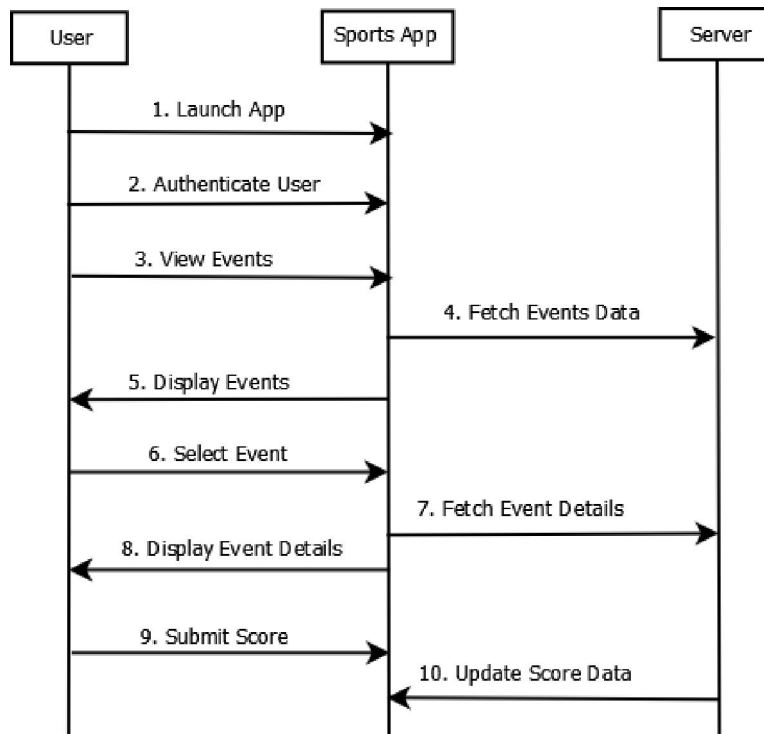 User
Sports App
Server
1. Launch App
2. Authenticate User
3. View Events
4. Fetch Events Data
5. Display Events
6. Select Event
7. Fetch Event Details
8. Display Event Details
9. Submit Score
10. Update Score Data